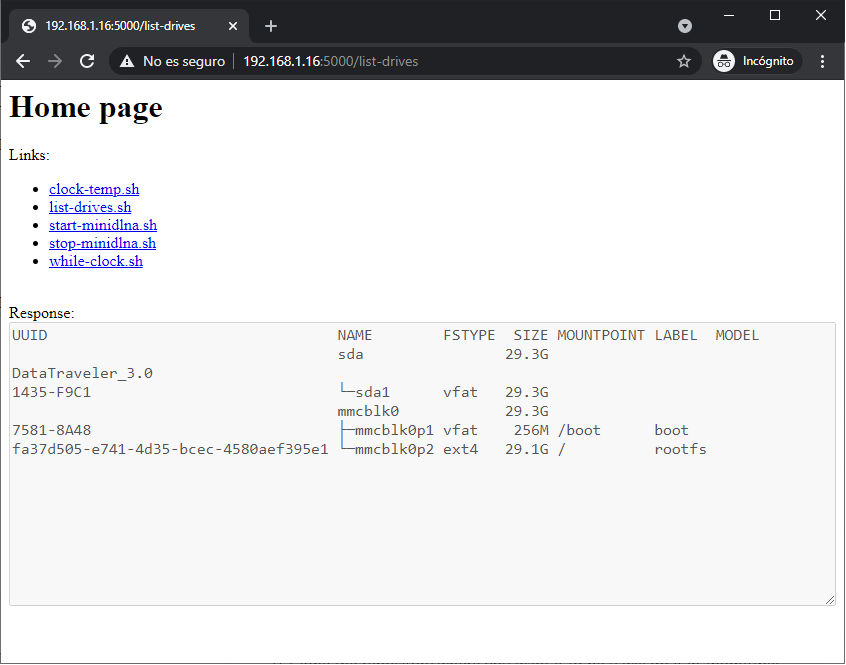 192.168.1.16:5000/list-drives
No es seguro 192.168.1.16:5000/list-drives Incógnito
Home page
Links:
clock-temp.sh
list-drives.sh
start-minidlna.sh
stop-minidlna.sh
while-clock.sh
Response:
UUID NAME FSTYPE SIZE MOUNTPOINT LABEL MODEL
sda 29.3G
DataTraveler_3.0
1435-F9C1 └─sda1 vfat 29.3G
mmcblk0 29.3G
7581-8A48 ├─mmcblk0p1 vfat 256M /boot boot
fa37d505-e741-4d35-bcec-4580aef395e1 └─mmcblk0p2 ext4 29.1G / rootfs